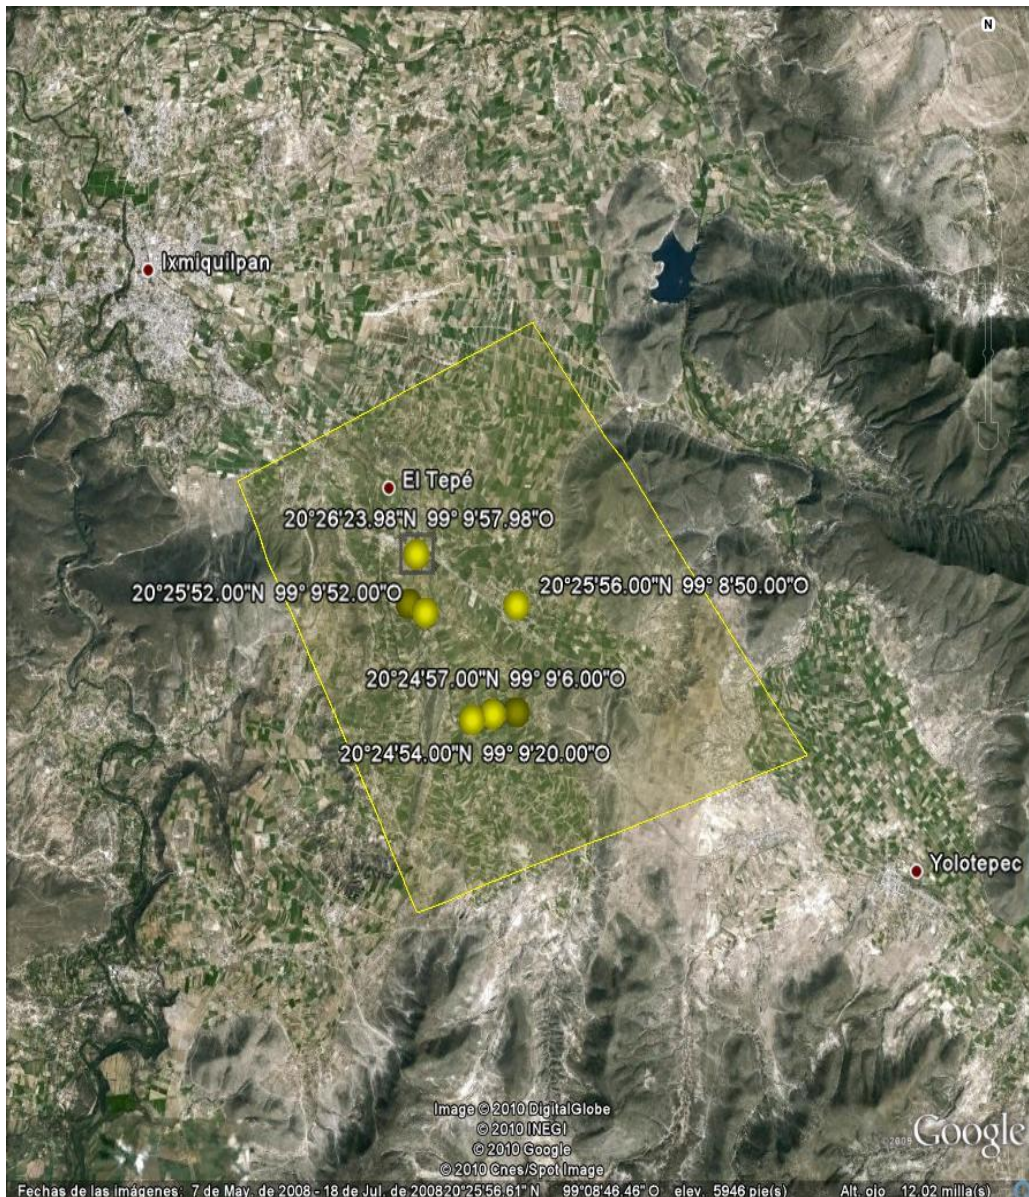 N
Ixmiquilpan
El Tepé
20°26'23.98"N 99° 9'57.98"O
20°25'52.00"N 99° 9'52.00"O
20°25'56.00"N 99° 8'50.00"O
20°24'57.00"N 99° 9'6.00"O
20°24'54.00"N 99° 9'20.00"O
Yolotepec
Image © 2010 DigitalGlobe
© 2010 INEGI
© 2010 Google
© 2010 Cnes/Spot Image
©2009 Google
Fechas de las imágenes: 7 de May. de 2008 - 18 de Jul. de 2008 20°25'56.61" N 99°08'46.46" O elev. 5946 pie(s) Alt. ojo 12.02 milla(s)